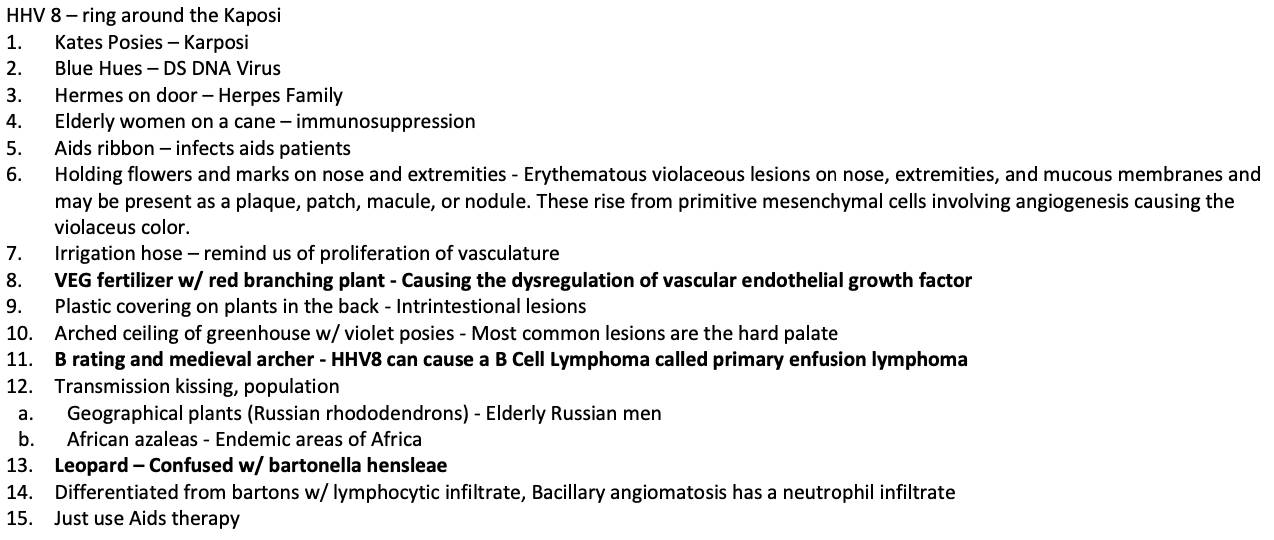 HHV 8 – ring around the Kaposi
1. Kates Posies – Karposi
2. Blue Hues – DS DNA Virus
3. Hermes on door – Herpes Family
4. Elderly women on a cane – immunosuppression
5. Aids ribbon – infects aids patients
6. Holding flowers and marks on nose and extremities - Erythematous violaceous lesions on nose, extremities, and mucous membranes and
may be present as a plaque, patch, macule, or nodule. These rise from primitive mesenchymal cells involving angiogenesis causing the
violaceus color.
7. Irrigation hose – remind us of proliferation of vasculature
8. VEG fertilizer w/ red branching plant - Causing the dysregulation of vascular endothelial growth factor
9. Plastic covering on plants in the back - Intrintestional lesions
10. Arched ceiling of greenhouse w/ violet posies - Most common lesions are the hard palate
11. B rating and medieval archer - HHV8 can cause a B Cell Lymphoma called primary enfusion lymphoma
12. Transmission kissing, population
a. Geographical plants (Russian rhododendrons) - Elderly Russian men
b. African azaleas - Endemic areas of Africa
13. Leopard – Confused w/ bartonella hensleae
14. Differentiated from bartons w/ lymphocytic infiltrate, Bacillary angiomatosis has a neutrophil infiltrate
15. Just use Aids therapy